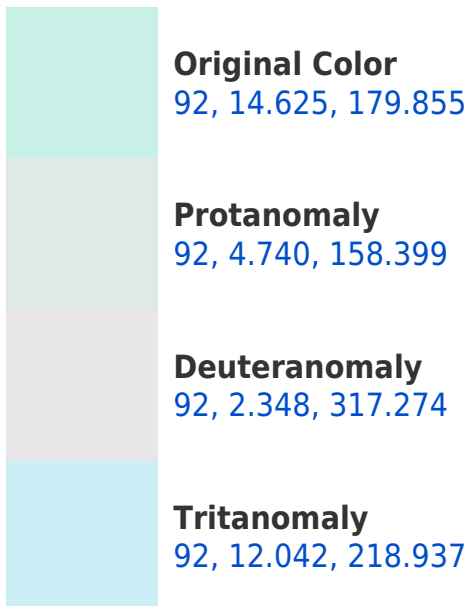 Original Color
92, 14.625, 179.855
Protanomaly
92, 4.740, 158.399
Deuteranomaly
92, 2.348, 317.274
Tritanomaly
92, 12.042, 218.937